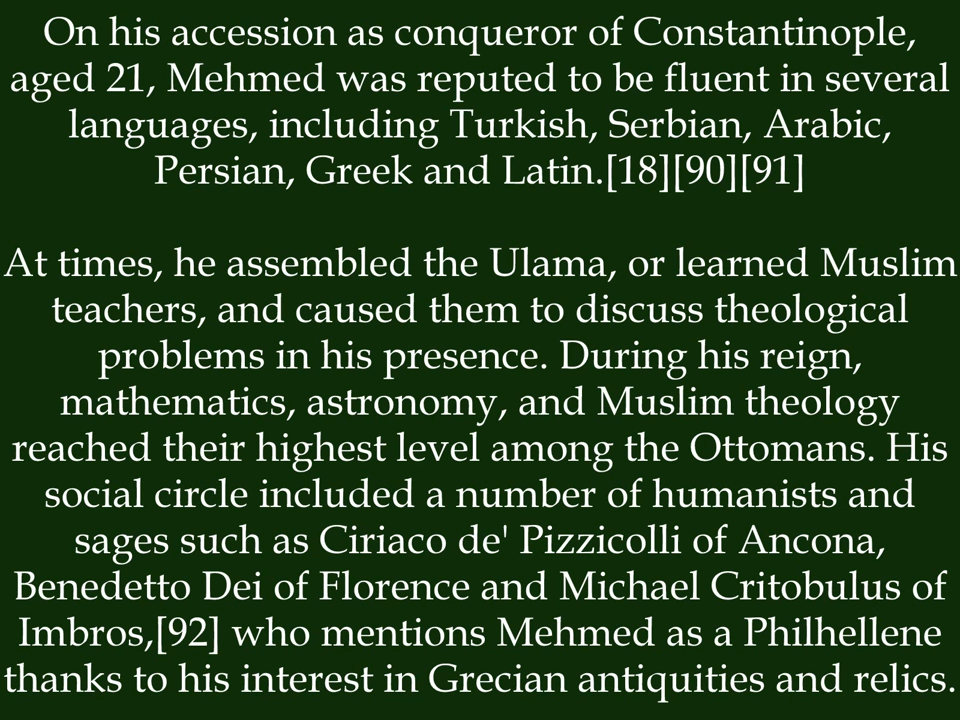 On his accession as conqueror of Constantinople,
aged 21, Mehmed was reputed to be fluent in several
languages, including Turkish, Serbian, Arabic,
Persian, Greek and Latin.[18][90][91]
At times, he assembled the Ulama, or learned Muslim
teachers, and caused them to discuss theological
problems in his presence. During his reign,
mathematics, astronomy, and Muslim theology
reached their highest level among the Ottomans. His
social circle included a number of humanists and
sages such as Ciriaco de' Pizzicolli of Ancona,
Benedetto Dei of Florence and Michael Critobulus of
Imbros,[92] who mentions Mehmed as a Philhellene
thanks to his interest in Grecian antiquities and relics.